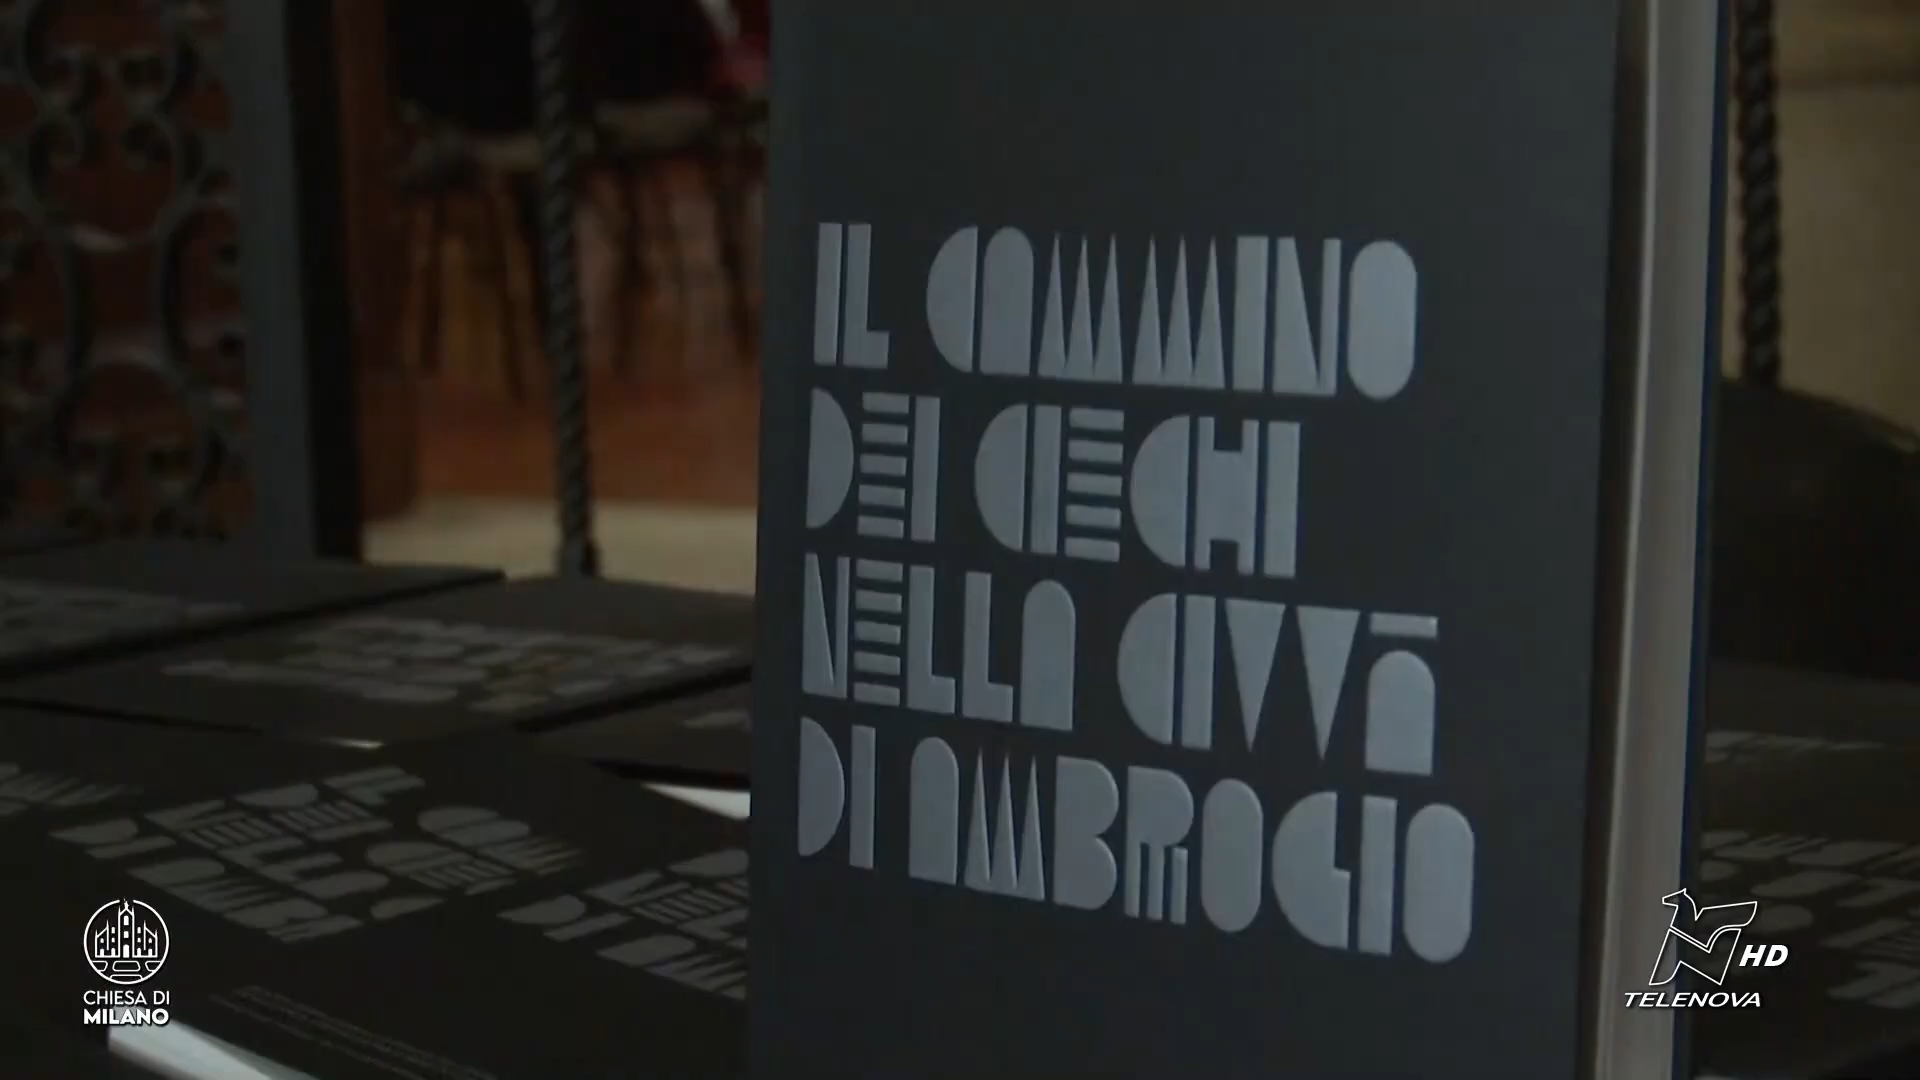 IL CAMMINO
DEI CIECHI
NELLA CITTÀ
DI AMBROGIO
CHIESA DI
MILANO
HD
TELENOVA